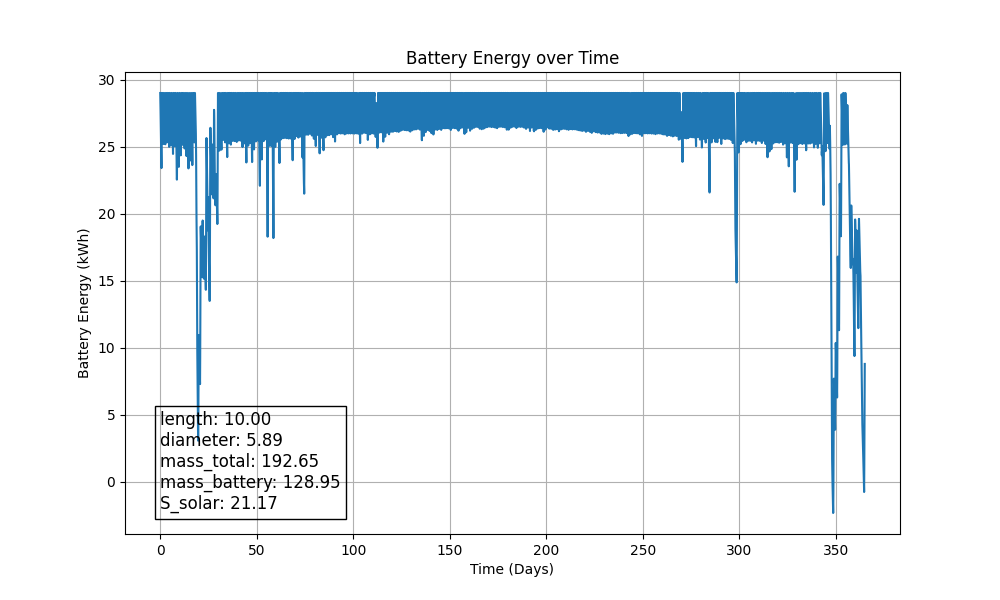 Battery Energy over Time
30
25
20
15
10
5
0
Battery Energy (kWh)
length: 10.00
diameter: 5.89
mass_total: 192.65
mass_battery: 128.95
S_solar: 21.17
0 50 100 150 200 250 300 350
Time (Days)